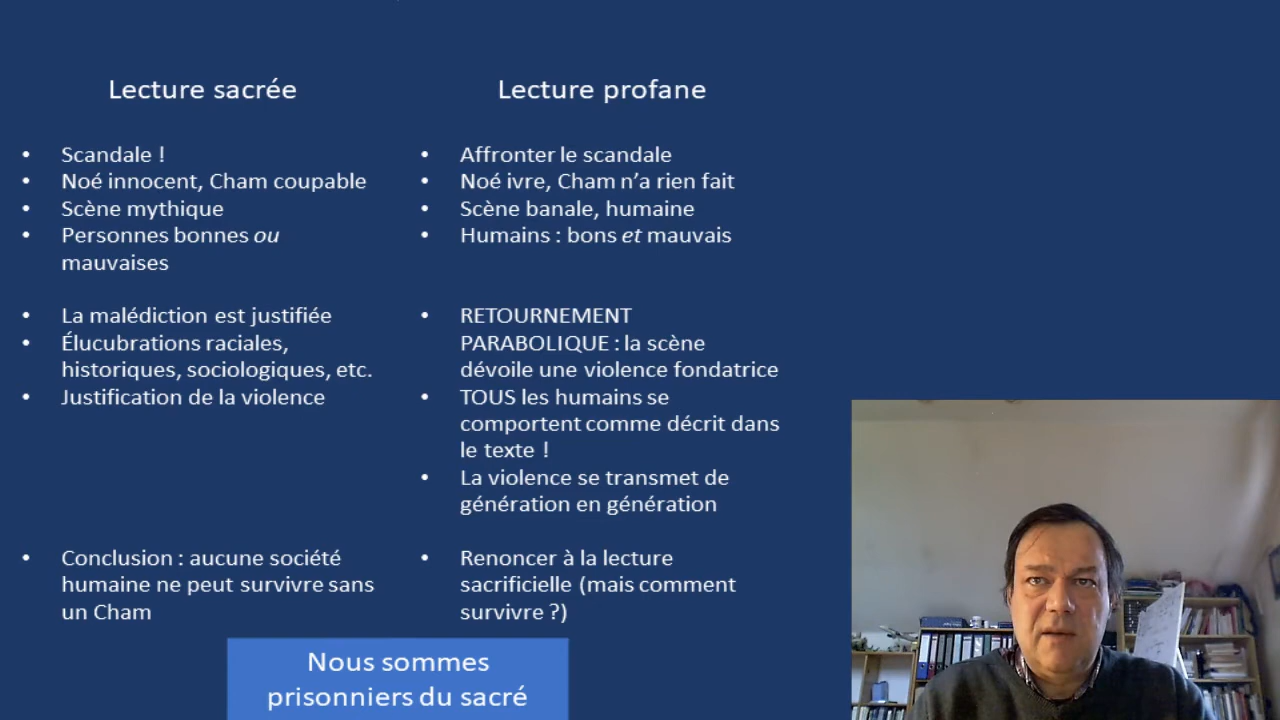 Lecture sacrée
• Scandale !
• Noé innocent, Cham coupable
• Scène mythique
• Personnes bonnes ou
mauvaises
• La malédiction est justifiée
• Élucubrations raciales,
historiques, sociologiques, etc.
• Justification de la violence
• Conclusion : aucune société
humaine ne peut survivre sans
un Cham
Lecture profane
• Affronter le scandale
• Noé ivre, Cham n’a rien fait
• Scène banale, humaine
• Humains : bons et mauvais
• RETOURNEMENT
PARABOLIQUE : la scène
dévoile une violence fondatrice
• TOUS les humains se
comportent comme décrit dans
le texte !
• La violence se transmet de
génération en génération
• Renoncer à la lecture
sacrificielle (mais comment
survivre ?)
Nous sommes
prisonniers du sacré